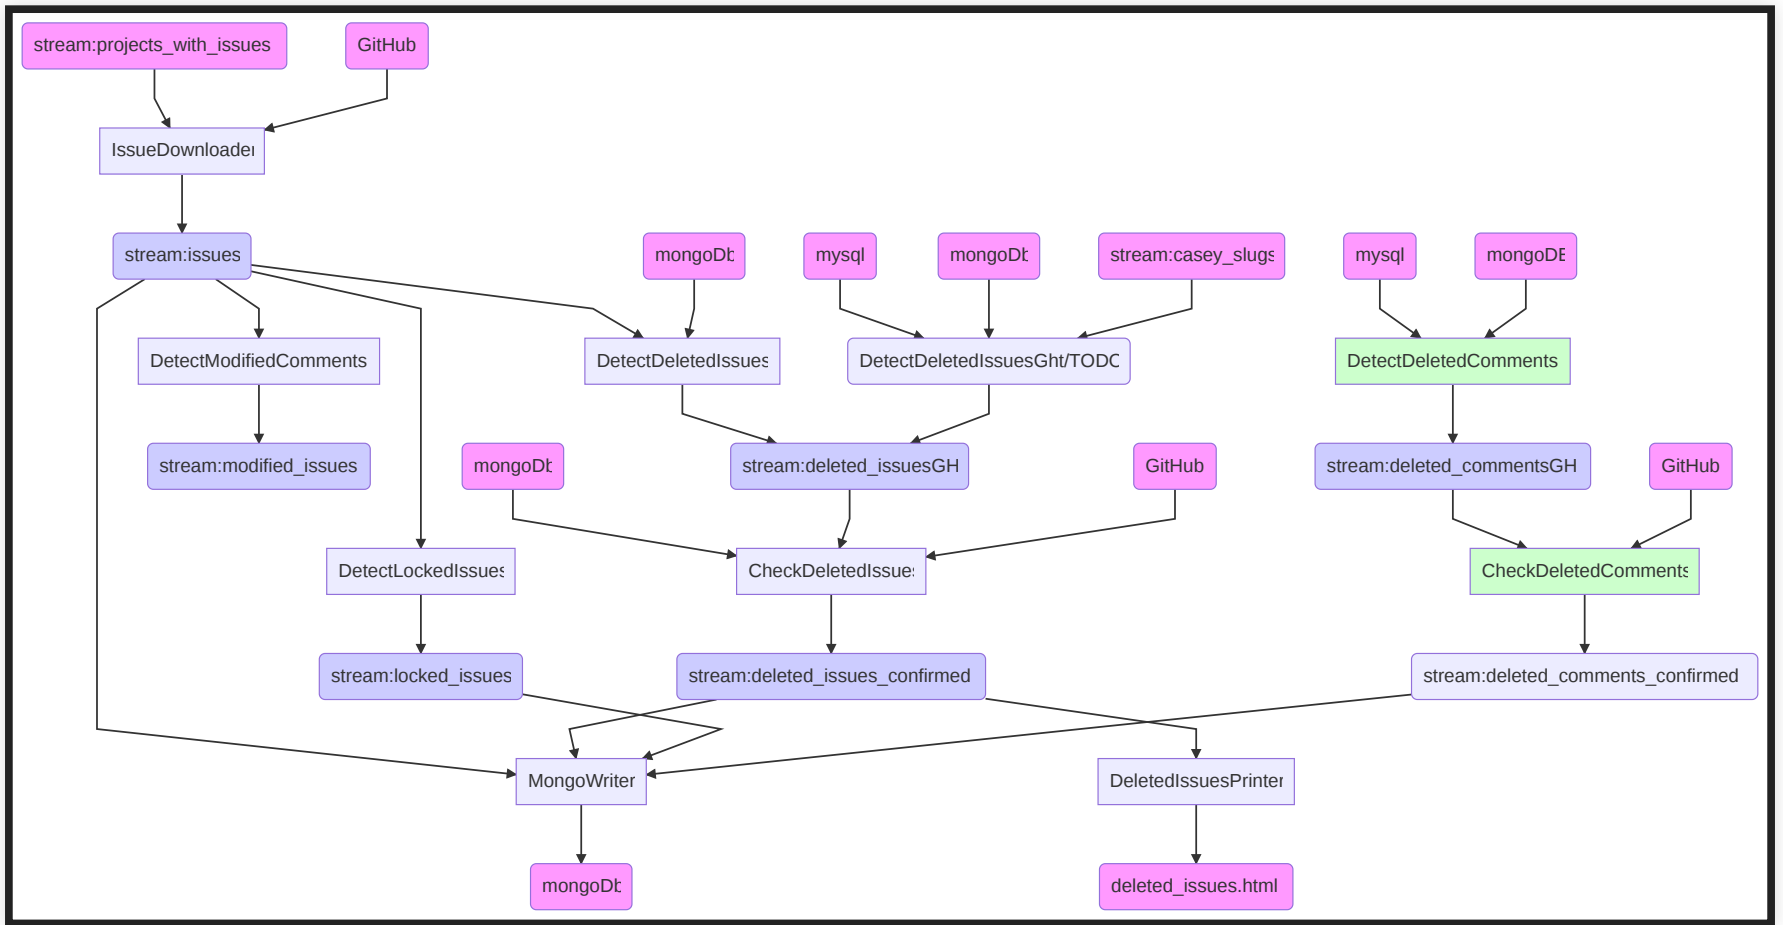 stream:projects_with_issues
GitHub
IssueDownloader
stream:issues
mongoDb
mysql
mongoDb
stream:casey_slugs
mysql
mongoDB
DetectModifiedComments
DetectDeletedIssues
DetectDeletedIssuesGht/TODO
DetectDeletedComments
stream:modified_issues
mongoDb
stream:deleted_issuesGH
GitHub
stream:deleted_commentsGH
GitHub
DetectLockedIssues
CheckDeletedIssues
CheckDeletedComments
stream:locked_issues
stream:deleted_issues_confirmed
stream:deleted_comments_confirmed
MongoWriter
DeletedIssuesPrinter
mongoDb
deleted_issues.html